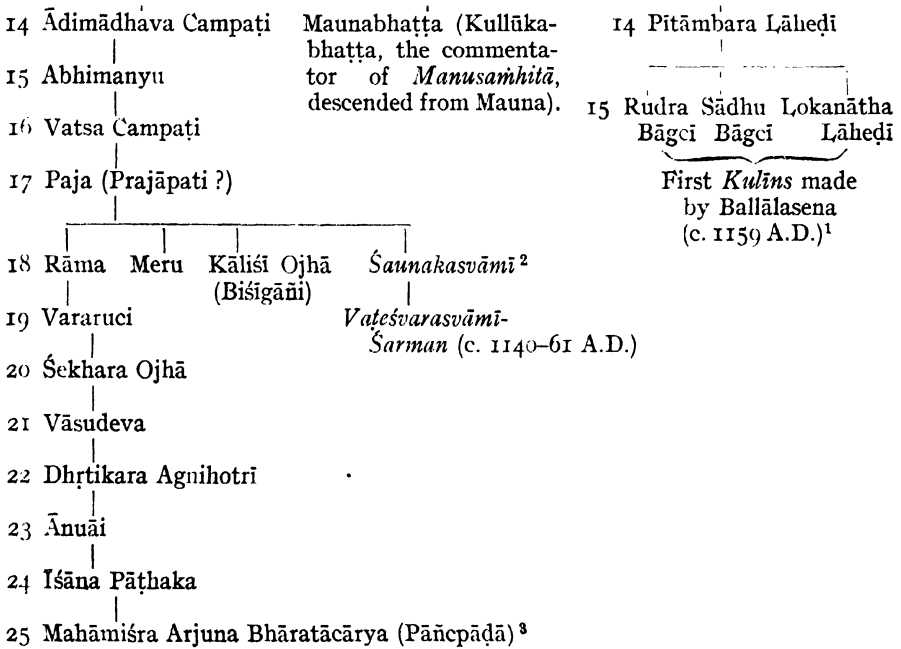 14 Ādimādhava Campaṭi
15 Abhimanyu
16 Vatsa Campaṭi
17 Paja (Prajāpati ?)
Maunabhaṭṭa (Kullūka-
bhaṭṭa, the commenta-
tor of Manusaṁhitā,
descended from Mauna).
14 Pītāmbara Lāheḍī
15 Rudra Sādhu Lokanātha
Bāgcī Bāgcī Lāheḍī
First Kulīns made
by Ballālasena
(c. 1159 A.D.)¹
18 Rāma Meru Kāliśī Ojhā Śaunakasvāmī²
(Biśīgāñi)
19 Vararuci Vaṭeśvarasvāmī-
Śarman (c. 1140–61 A.D.)
20 Śekhara Ojhā
21 Vāsudeva
22 Dhṛtikara Agnihotrī
23 Ānuāi
24 Īśāna Pāṭhaka
25 Mahāmiśra Arjuna Bhāratācārya (Pāñcpāḍā)³